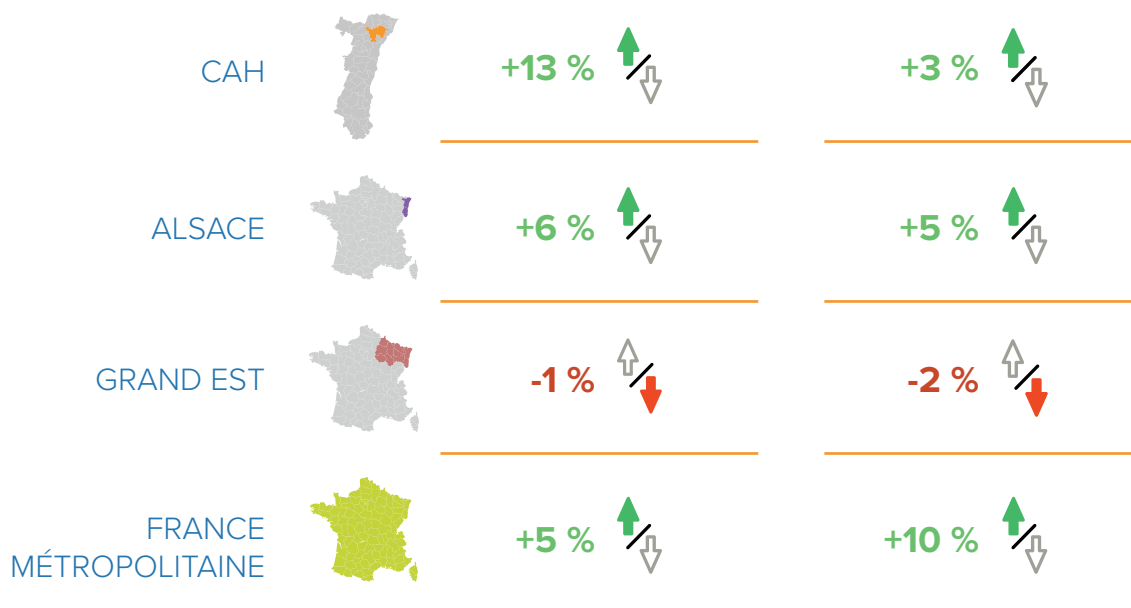 CAH +13 % +3 %
ALSACE +6 % +5 %
GRAND EST -1 % -2 %
FRANCE
MÉTROPOLITAINE +5 % +10 %